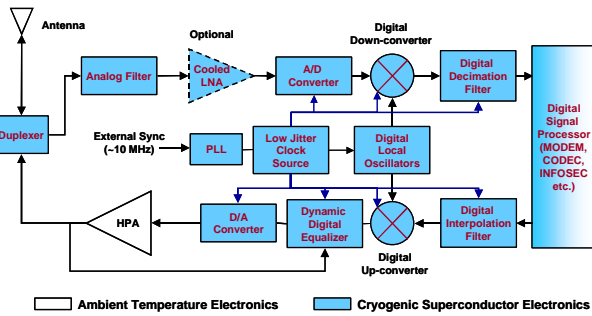 Antenna
Optional
Digital
Down-converter
Analog Filter
Cooled
LNA
A/D
Converter
Digital
Decimation
Filter
Duplexer
External Sync
(~10 MHz)
PLL
Low Jitter
Clock
Source
Digital
Local
Oscillators
Digital
Signal
Processor
(MODEM,
CODEC,
INFOSEC
etc.)
HPA
D/A
Converter
Dynamic
Digital
Equalizer
Digital
Interpolation
Filter
Digital
Up-converter
Ambient Temperature Electronics
Cryogenic Superconductor Electronics